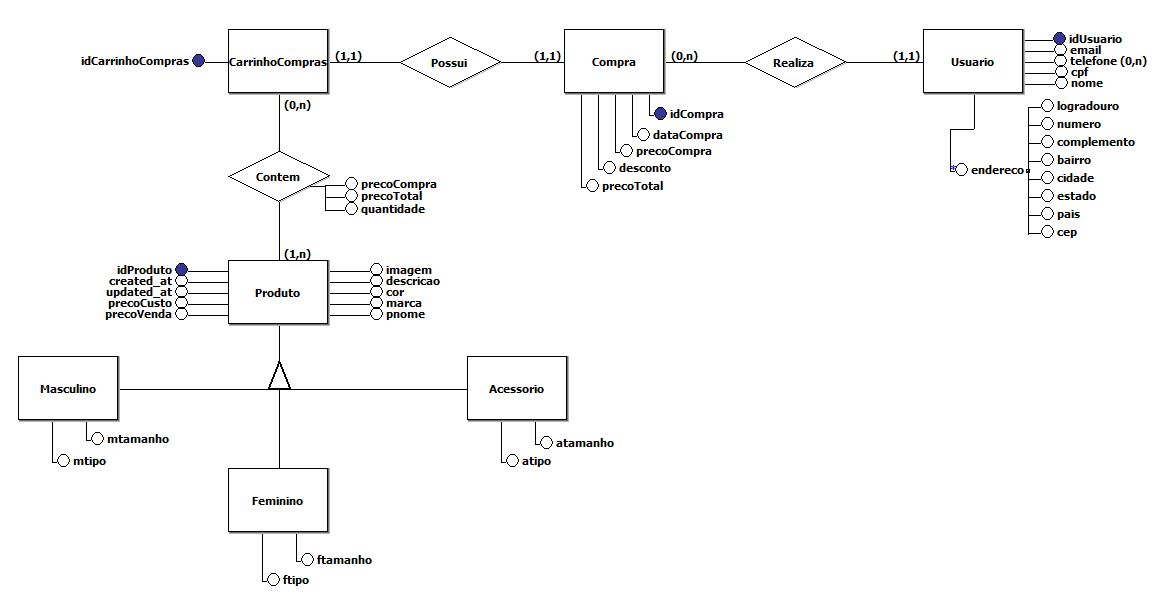 idCarrinhoCompras
CarrinhoCompras
(1,1)
Possui
(1,1)
Compra
(0,n)
Realiza
(1,1)
Usuario
idUsuario
email
telefone (0,n)
cpf
nome
(0,n)
idCompra
dataCompra
precoCompra
desconto
precoTotal
endereco
logradouro
numero
complemento
bairro
cidade
estado
pais
cep
Contem
precoCompra
precoTotal
quantidade
(1,n)
idProduto
created_at
updated_at
precoCusto
precoVenda
Produto
imagem
descricao
cor
marca
pnome
Masculino
mtamanho
mtipo
Acessorio
atamanho
atipo
Feminino
ftamanho
ftipo